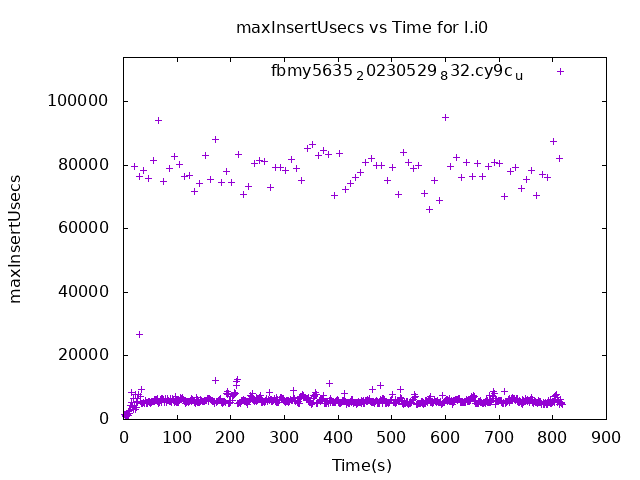 maxInsertUsecs vs Time for l.i0
fbmy5635₂0230529₈32.cy9cᵤ
100000
80000
60000
40000
20000
0
maxInsertUsecs
0 100 200 300 400 500 600 700 800 900
Time(s)